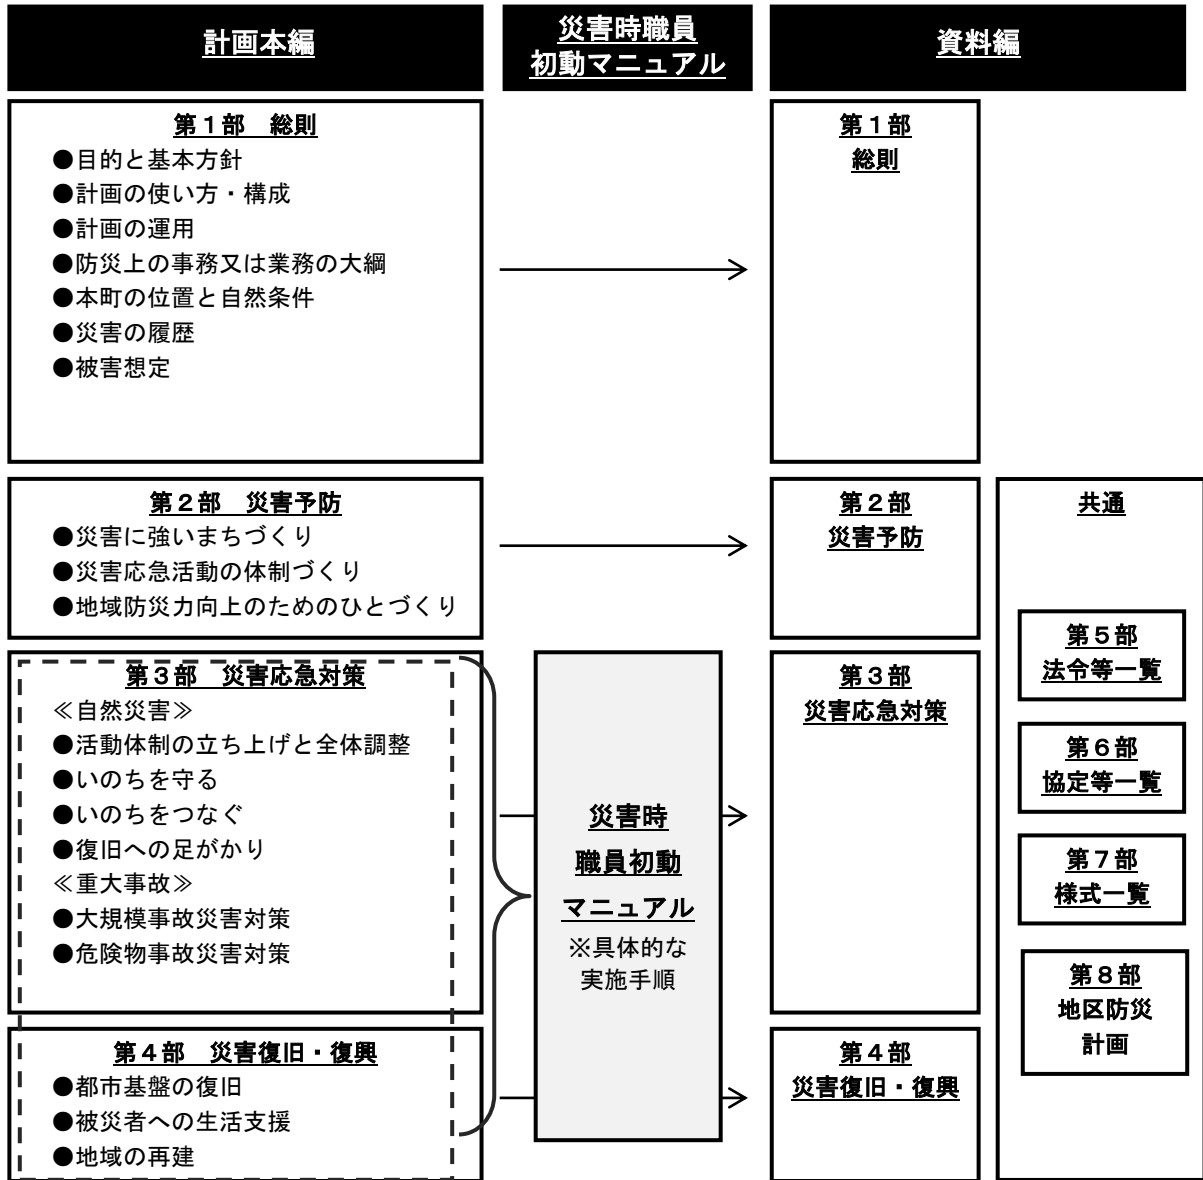 計画本編
災害時職員
初動マニュアル
資料編
第１部　総則
●目的と基本方針
●計画の使い方・構成
●計画の運用
●防災上の事務又は業務の大綱
●本町の位置と自然条件
●災害の履歴
●被害想定
第１部
総則
第２部　災害予防
●災害に強いまちづくり
●災害応急活動の体制づくり
●地域防災力向上のためのひとづくり
第２部
災害予防
第３部　災害応急対策
≪自然災害≫
●活動体制の立ち上げと全体調整
●いのちを守る
●いのちをつなぐ
●復旧への足がかり
≪重大事故≫
●大規模事故災害対策
●危険物事故災害対策
第４部　災害復旧・復興
●都市基盤の復旧
●被災者への生活支援
●地域の再建
災害時
職員初動
マニュアル
※具体的な
実施手順
第３部
災害応急対策
第４部
災害復旧・復興
共通
第５部
法令等一覧
第６部
協定等一覧
第７部
様式一覧
第８部
地区防災
計画